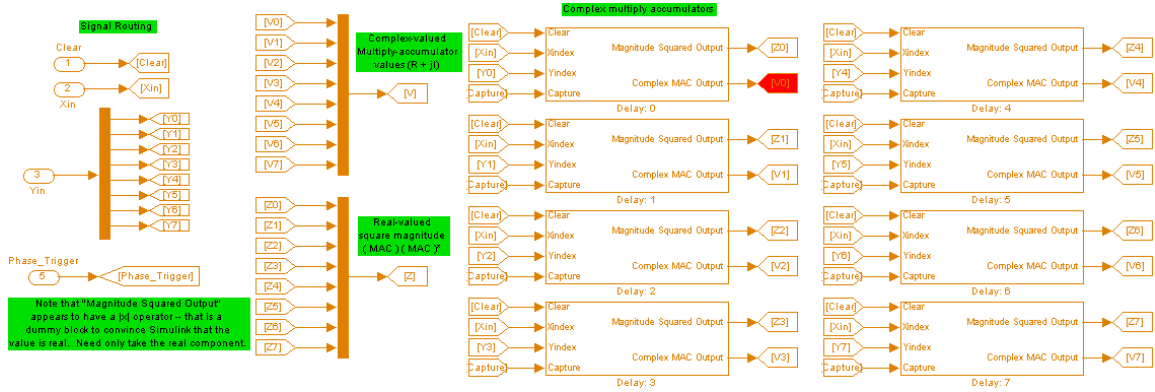 Signal Routing
Clear
1
[Clear]
2
[Xin]
Xin
3
Yin
[Y0]
[Y1]
[Y2]
[Y3]
[Y4]
[Y5]
[Y6]
[Y7]
Phase_Trigger
5
[Phase_Trigger]
Note that "Magnitude Squared Output"
appears to have a |x| operator -- that is a
dummy block to convince Simulink that the
value is real. Need only take the real component.
[V0]
[V1]
[V2]
[V3]
[V4]
[V5]
[V6]
[V7]
Complex-valued
Multiply-accumulator
values (R + jI)
[V]
[Z0]
[Z1]
[Z2]
[Z3]
[Z4]
[Z5]
[Z6]
[Z7]
Real-valued
square magnitude
( MAC ) ( MAC )*
[Z]
Complex multiply accumulators
[Clear] Clear
[Xin] Xindex
[Y0] Yindex
[Capture] Capture
Magnitude Squared Output [Z0]
Complex MAC Output [V0]
Delay: 0
[Clear] Clear
[Xin] Xindex
[Y1] Yindex
[Capture] Capture
Magnitude Squared Output [Z1]
Complex MAC Output [V1]
Delay: 1
[Clear] Clear
[Xin] Xindex
[Y2] Yindex
[Capture] Capture
Magnitude Squared Output [Z2]
Complex MAC Output [V2]
Delay: 2
[Clear] Clear
[Xin] Xindex
[Y3] Yindex
[Capture] Capture
Magnitude Squared Output [Z3]
Complex MAC Output [V3]
Delay: 3
[Clear] Clear
[Xin] Xindex
[Y4] Yindex
[Capture] Capture
Magnitude Squared Output [Z4]
Complex MAC Output [V4]
Delay: 4
[Clear] Clear
[Xin] Xindex
[Y5] Yindex
[Capture] Capture
Magnitude Squared Output [Z5]
Complex MAC Output [V5]
Delay: 5
[Clear] Clear
[Xin] Xindex
[Y6] Yindex
[Capture] Capture
Magnitude Squared Output [Z6]
Complex MAC Output [V6]
Delay: 6
[Clear] Clear
[Xin] Xindex
[Y7] Yindex
[Capture] Capture
Magnitude Squared Output [Z7]
Complex MAC Output [V7]
Delay: 7